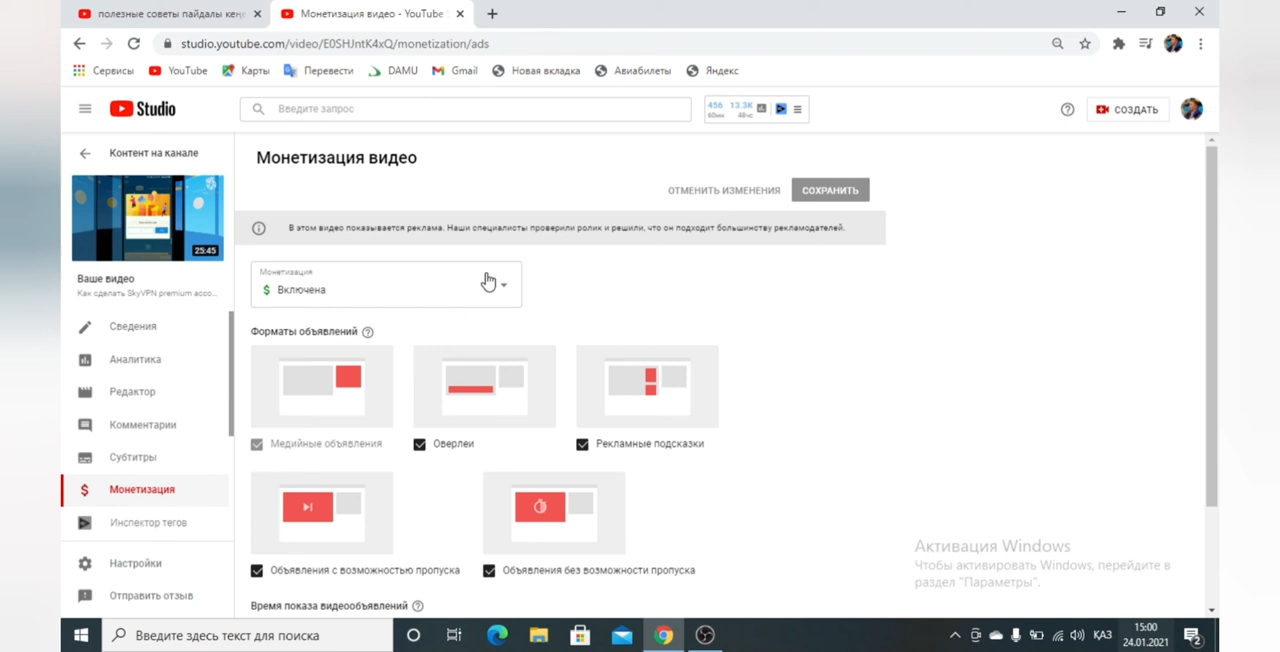 полезные советы пайдалы кеңе
Монетизация видео - YouTube
studio.youtube.com/video/E0SHJntK4xQ/monetization/ads
Сервисы YouTube Карты Перевести DAMU Gmail Новая вкладка Авиабилеты Яндекс
Studio
Введите запрос
456 13.3K
60мин 48чс
СОЗДАТЬ
Контент на канале
25:45
Ваше видео
Как сделать SkyVPN premium acco...
Сведения
Аналитика
Редактор
Комментарии
Субтитры
Монетизация
Инспектор тегов
Настройки
Отправить отзыв
Монетизация видео
ОТМЕНИТЬ ИЗМЕНЕНИЯ СОХРАНИТЬ
В этом видео показывается реклама. Наши специалисты проверили ролик и решили, что он подходит большинству рекламодателей.
Монетизация
Включена
Форматы объявлений
Медийные объявления Оверлеи Рекламные подсказки
Объявления с возможностью пропуска Объявления без возможности пропуска
Время показа видеообъявлений
Активация Windows
Чтобы активировать Windows, перейдите в
раздел "Параметры".
Введите здесь текст для поиска
ҚАЗ
15:00
24.01.2021
2